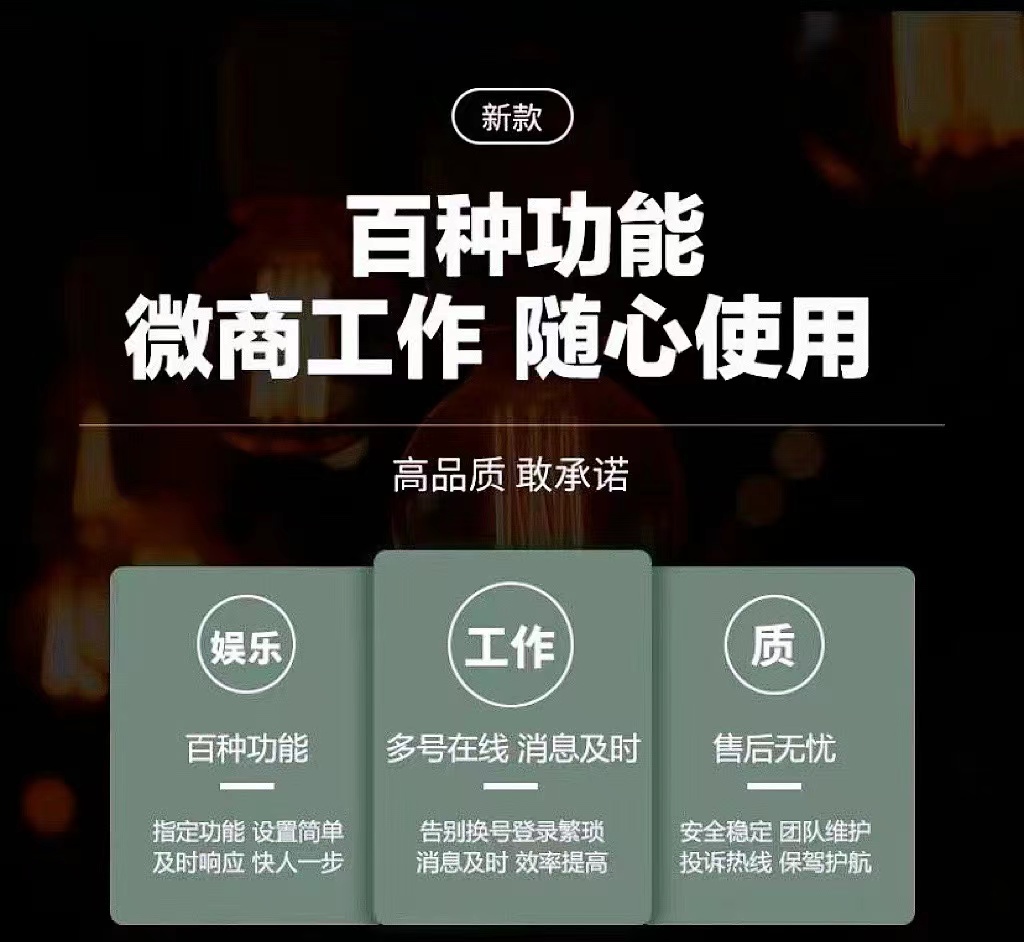 新款
百种功能
微商工作 随心使用
高品质 敢承诺
娱乐
百种功能
指定功能 设置简单
及时响应 快人一步
工作
多号在线 消息及时
告别换号登录繁琐
消息及时 效率提高
质
售后无忧
安全稳定 团队维护
投诉热线 保驾护航